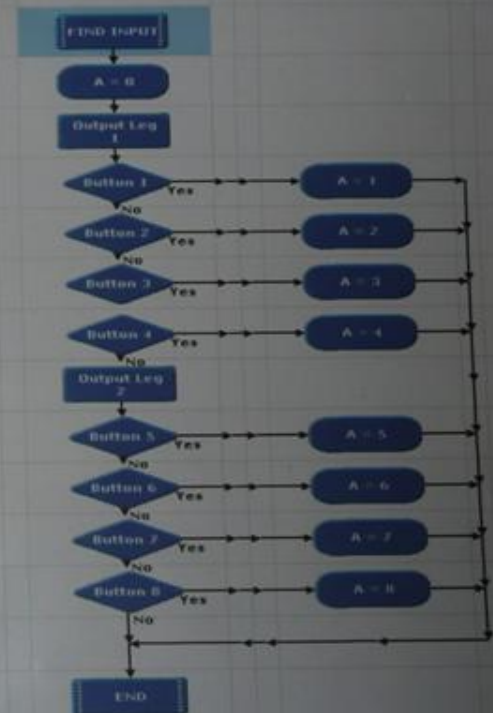 FIND INPUT
A = 0
Output Leg
1
Button 1
Yes
A = 1
No
Button 2
Yes
A = 2
No
Button 3
Yes
A = 3
Button 4
Yes
A = 4
No
Output Leg
2
Button 5
Yes
A = 5
No
Button 6
Yes
A = 6
No
Button 7
Yes
A = 7
No
Button 8
Yes
A = 8
No
END